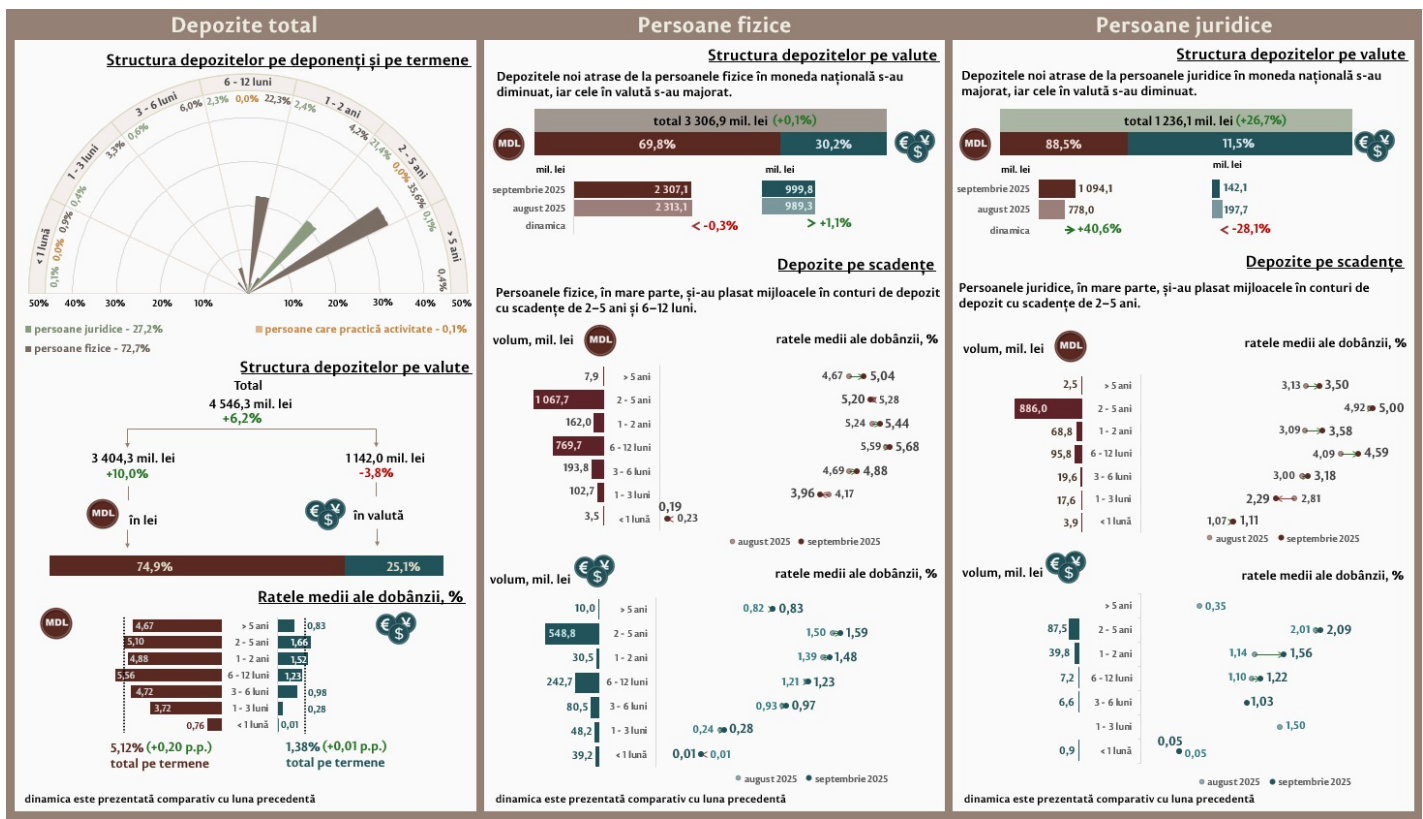 Depozite total
Structura depozitelor pe deponenți și pe termene
< 1 lună
1 - 3 luni
3 - 6 luni
6 - 12 luni
1 - 2 ani
2 - 5 ani
> 5 ani
0,1%
0,0%
0,9%
0,4%
3,3%
0,6%
6,0%
2,3%
0,0%
22,3%
2,4%
4,2%
21,4%
0,0%
35,6%
0,1%
0,4%
50% 40% 30% 20% 10% 10% 20% 30% 40% 50%
persoane juridice - 27,2%
persoane care practică activitate - 0,1%
persoane fizice - 72,7%
Structura depozitelor pe valute
Total
4 546,3 mil. lei
+6,2%
3 404,3 mil. lei
+10,0%
1 142,0 mil. lei
-3,8%
MDL
în lei
€ ¥ $
în valută
74,9% 25,1%
Ratele medii ale dobânzii, %
MDL
€ ¥ $
4,67 > 5 ani 0,83
5,10 2 - 5 ani 1,66
4,88 1 - 2 ani 1,52
5,56 6 - 12 luni 1,23
4,72 3 - 6 luni 0,98
3,72 1 - 3 luni 0,28
0,76 < 1 lună 0,01
5,12% (+0,20 p.p.)
total pe termene
1,38% (+0,01 p.p.)
total pe termene
dinamica este prezentată comparativ cu luna precedentă
Persoane fizice
Structura depozitelor pe valute
Depozitele noi atrase de la persoanele fizice în moneda națională s-au
diminuat, iar cele în valută s-au majorat.
total 3 306,9 mil. lei (+0,1%)
MDL
69,8% 30,2%
€ ¥ $
mil. lei mil. lei
septembrie 2025 2 307,1 999,8
august 2025 2 313,1 989,3
dinamica < -0,3% > +1,1%
Depozite pe scadențe
Persoanele fizice, în mare parte, și-au plasat mijloacele în conturi de depozit
cu scadențe de 2–5 ani și 6–12 luni.
volum, mil. lei MDL ratele medii ale dobânzii, %
7,9 > 5 ani 4,67 5,04
1 067,7 2 - 5 ani 5,20 5,28
162,0 1 - 2 ani 5,24 5,44
769,7 6 - 12 luni 5,59 5,68
193,8 3 - 6 luni 4,69 4,88
102,7 1 - 3 luni 3,96 4,17
3,5 < 1 lună 0,19 0,23
august 2025 septembrie 2025
volum, mil. lei € ¥ $ ratele medii ale dobânzii, %
10,0 > 5 ani 0,82 0,83
548,8 2 - 5 ani 1,50 1,59
30,5 1 - 2 ani 1,39 1,48
242,7 6 - 12 luni 1,21 1,23
80,5 3 - 6 luni 0,93 0,97
48,2 1 - 3 luni 0,24 0,28
39,2 < 1 lună 0,01 0,01
august 2025 septembrie 2025
dinamica este prezentată comparativ cu luna precedentă
Persoane juridice
Structura depozitelor pe valute
Depozitele noi atrase de la persoanele juridice în moneda națională s-au
majorat, iar cele în valută s-au diminuat.
total 1 236,1 mil. lei (+26,7%)
MDL
88,5% 11,5%
€ ¥ $
mil. lei mil. lei
septembrie 2025 1 094,1 142,1
august 2025 778,0 197,7
dinamica +40,6% < -28,1%
Depozite pe scadențe
Persoanele juridice, în mare parte, și-au plasat mijloacele în conturi de
depozit cu scadențe de 2–5 ani.
volum, mil. lei MDL ratele medii ale dobânzii, %
2,5 > 5 ani 3,13 3,50
886,0 2 - 5 ani 4,92 5,00
68,8 1 - 2 ani 3,09 3,58
95,8 6 - 12 luni 4,09 4,59
19,6 3 - 6 luni 3,00 3,18
17,6 1 - 3 luni 2,29 2,81
3,9 < 1 lună 1,07 1,11
august 2025 septembrie 2025
volum, mil. lei € ¥ $ ratele medii ale dobânzii, %
> 5 ani 0,35
87,5 2 - 5 ani 2,01 2,09
39,8 1 - 2 ani 1,14 1,56
7,2 6 - 12 luni 1,10 1,22
6,6 3 - 6 luni 1,03
1 - 3 luni 1,50
0,9 < 1 lună 0,05 0,05
august 2025 septembrie 2025
dinamica este prezentată comparativ cu luna precedentă